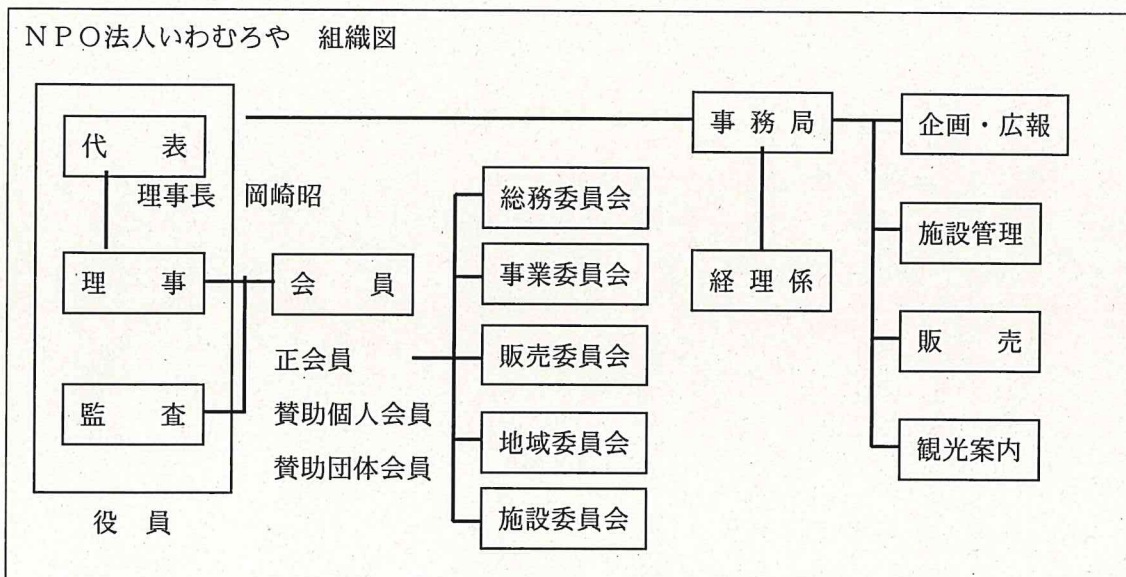 NPO法人いわむろや 組織図
代 表
理事長 岡崎昭
理 事
監 査
役 員
会 員
正会員
賛助個人会員
賛助団体会員
総務委員会
事業委員会
販売委員会
地域委員会
施設委員会
事 務 局
経 理 係
企画・広報
施設管理
販 売
観光案内